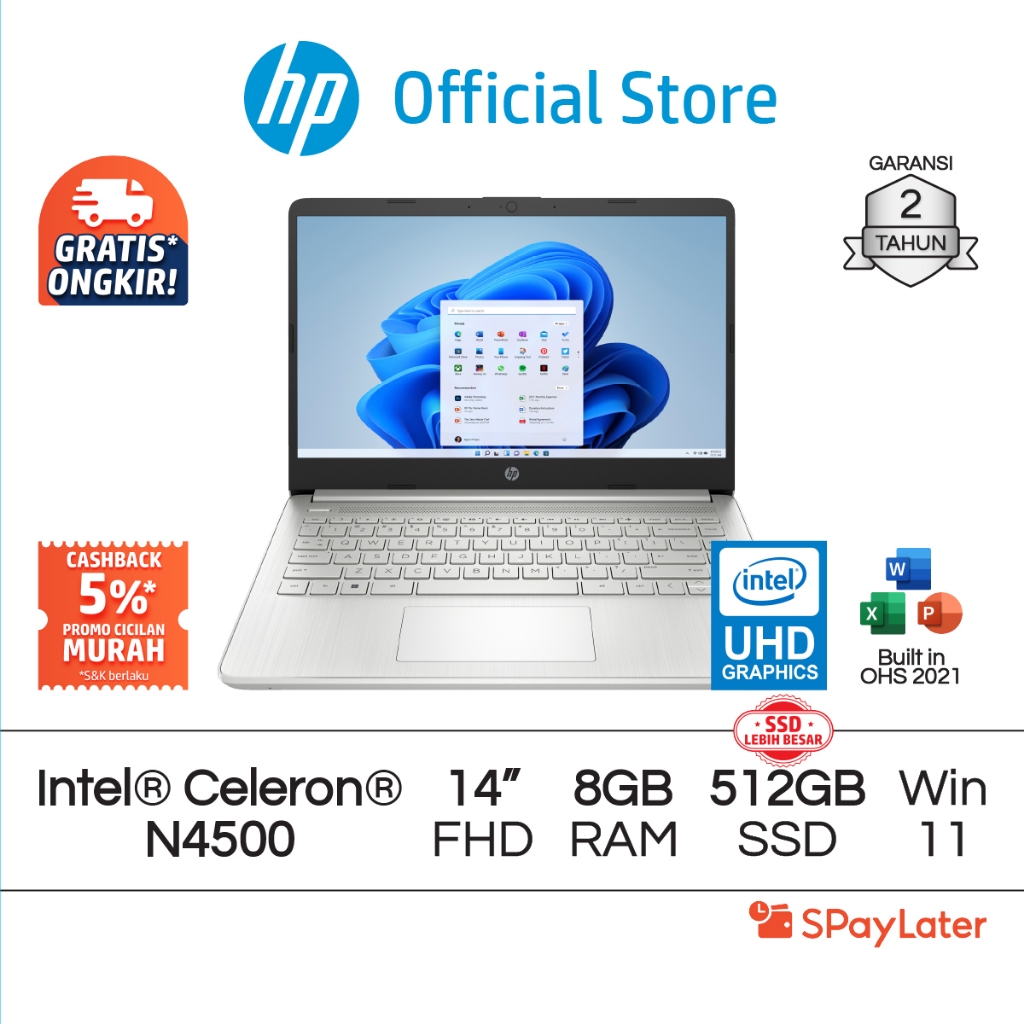 hp Official Store
GRATIS*
ONGKIR!
GARANSI
2
TAHUN
CASHBACK
5%*
PROMO CICILAN
MURAH
*S&K berlaku
intel
UHD
GRAPHICS
W
X P
Built in
OHS 2021
SSD
LEBIH BESAR
Intel® Celeron®
N4500
14”
FHD
8GB
RAM
512GB
SSD
Win
11
SPayLater